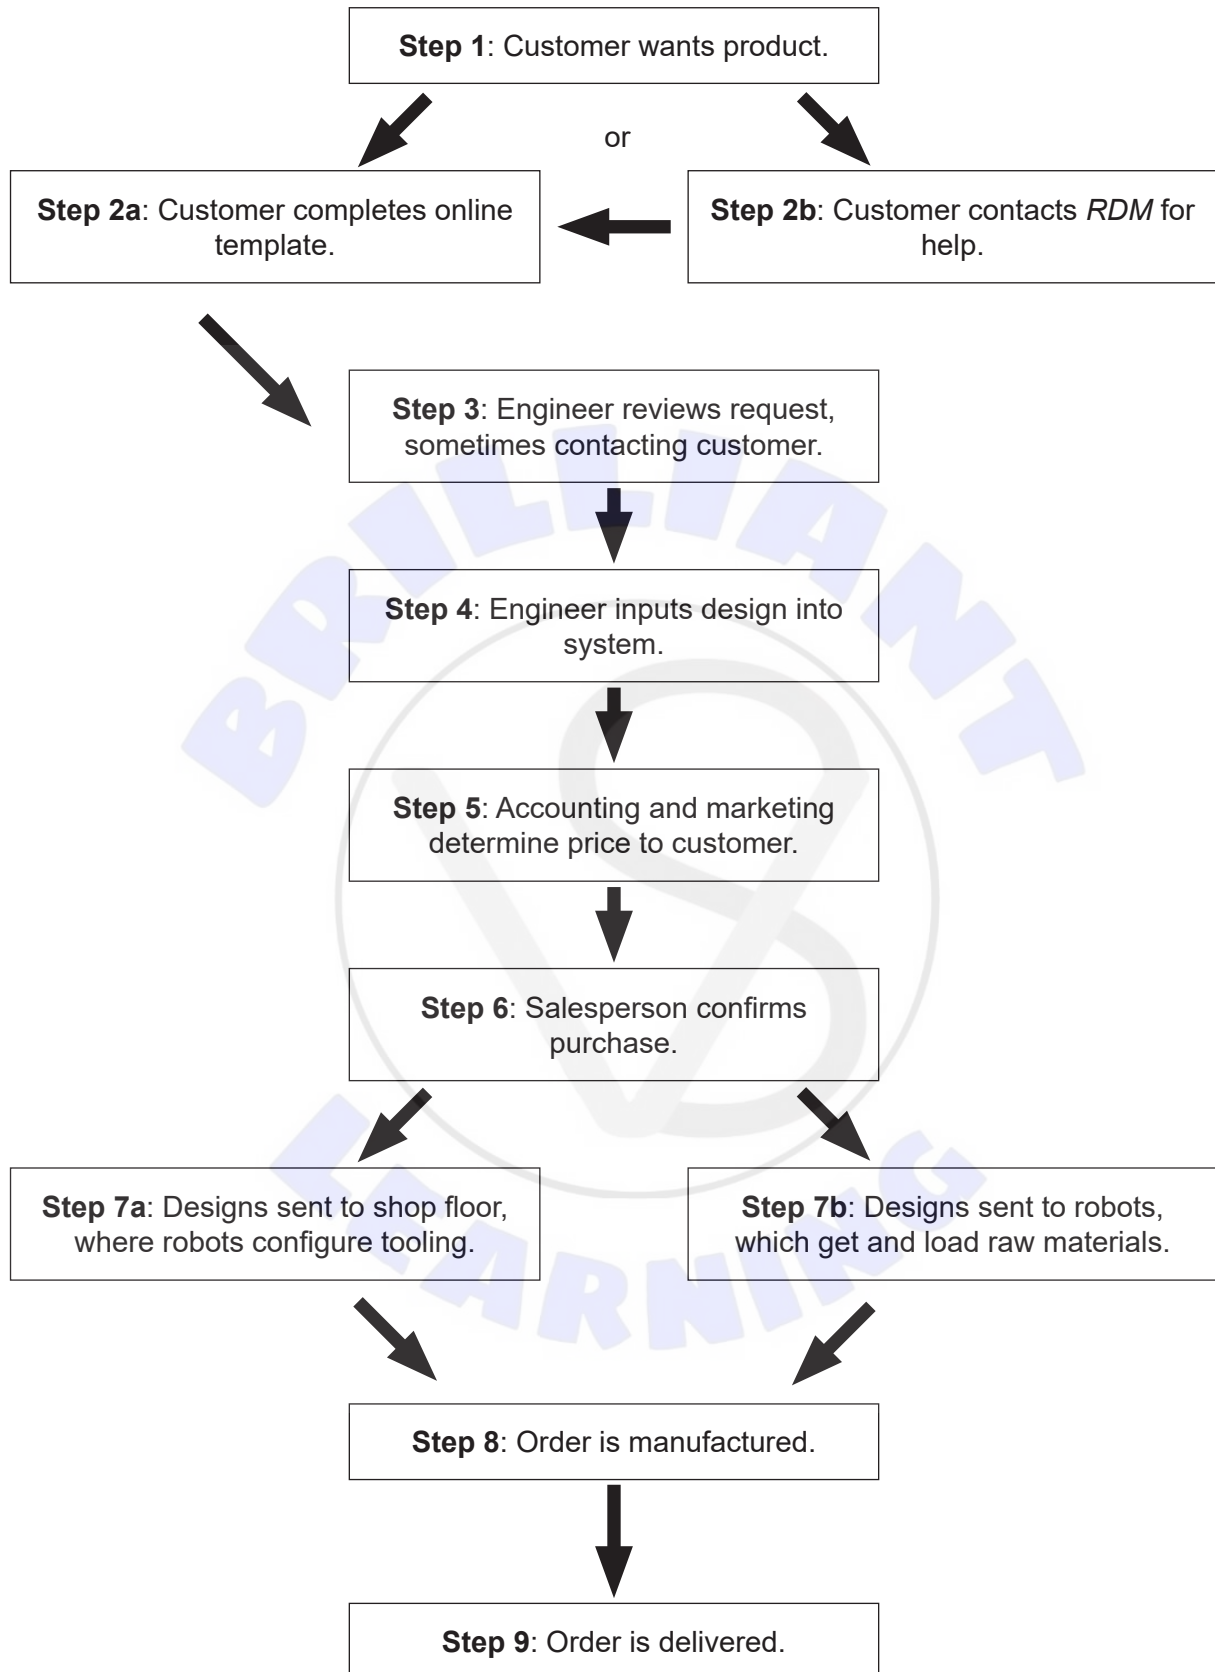 Step 1: Customer wants product.
or
Step 2a: Customer completes online
template.
Step 2b: Customer contacts RDM for
help.
Step 3: Engineer reviews request,
sometimes contacting customer.
Step 4: Engineer inputs design into
system.
Step 5: Accounting and marketing
determine price to customer.
Step 6: Salesperson confirms
purchase.
Step 7a: Designs sent to shop floor,
where robots configure tooling.
Step 7b: Designs sent to robots,
which get and load raw materials.
Step 8: Order is manufactured.
Step 9: Order is delivered.
BRILLIANT
VS
LEARNING